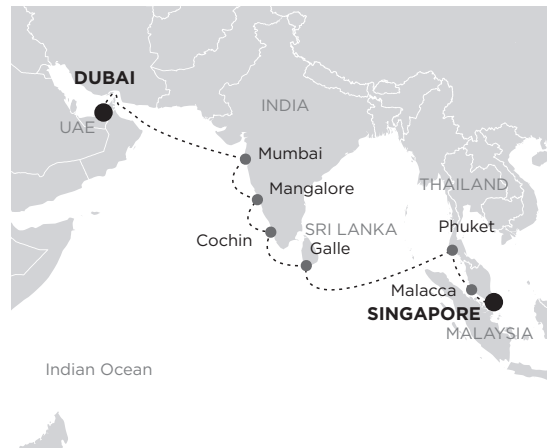 DUBAI
UAE
INDIA
Mumbai
Mangalore
THAILAND
Cochin
SRI LANKA
Galle
Phuket
Malacca
SINGAPORE
MALAYSIA
Indian Ocean